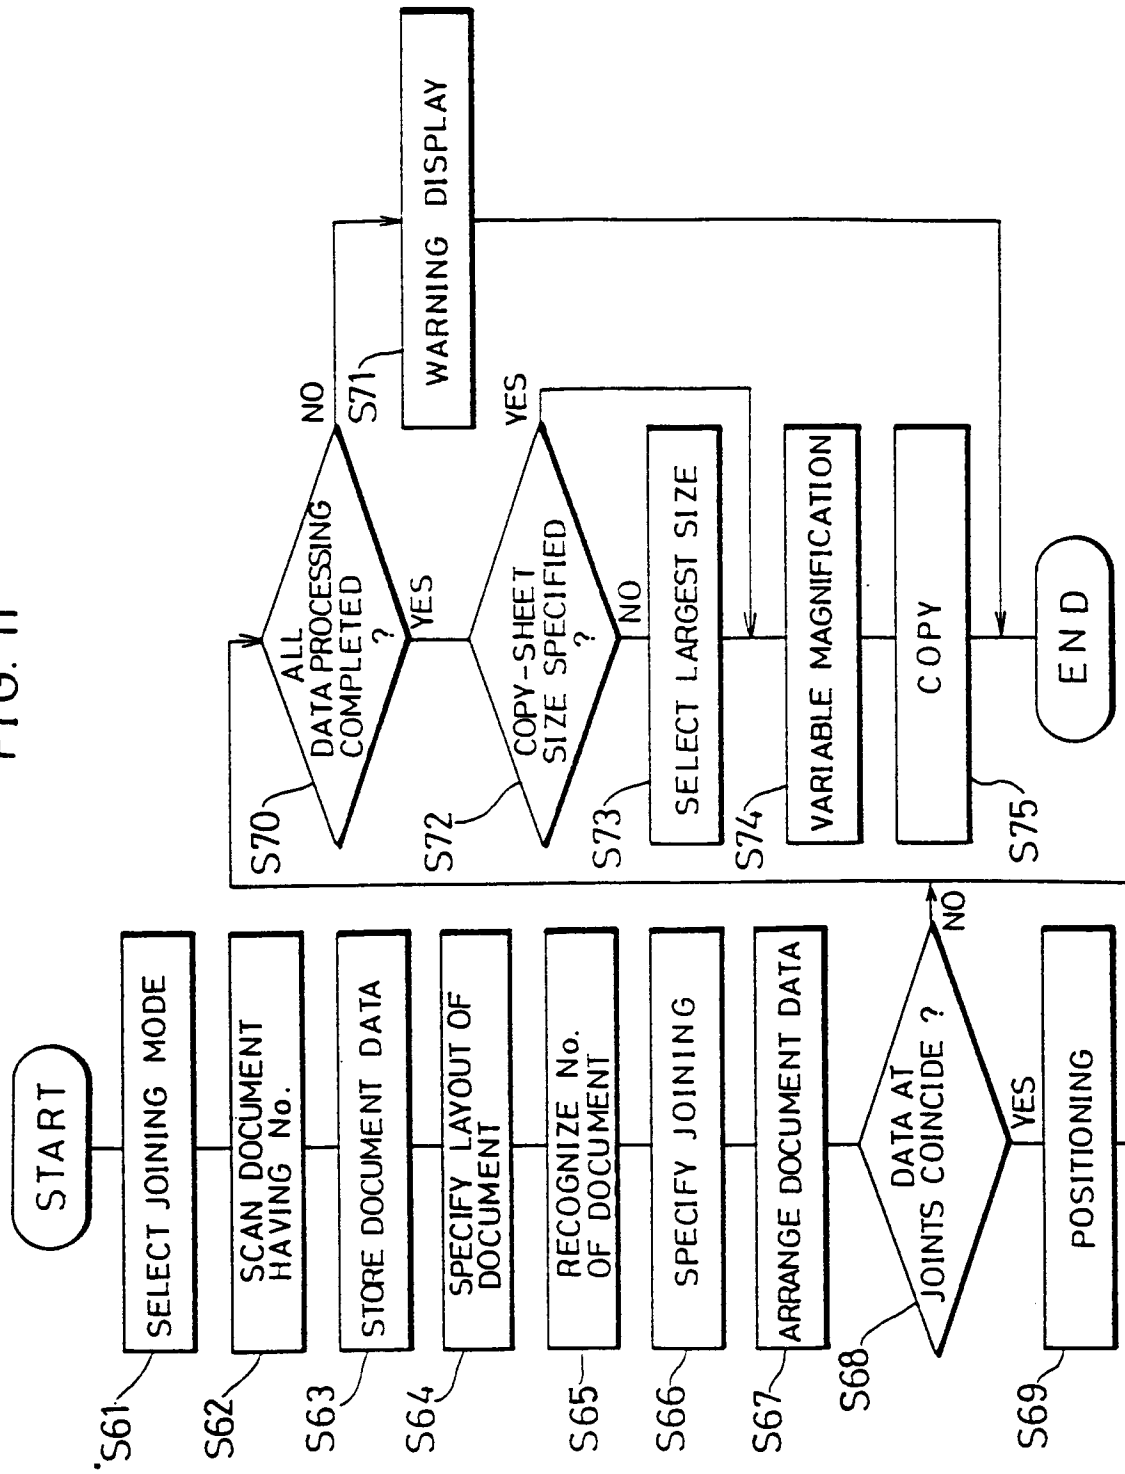 FIG. 11
START
S61
SELECT JOINING MODE
S62
SCAN DOCUMENT
HAVING No.
S63
STORE DOCUMENT DATA
S64
SPECIFY LAYOUT OF
DOCUMENT
S65
RECOGNIZE No.
OF DOCUMENT
S66
SPECIFY JOINING
S67
ARRANGE DOCUMENT DATA
S68
DATA AT
JOINTS COINCIDE ?
NO
YES
S69
POSITIONING
S70
ALL
DATA PROCESSING
COMPLETED
?
NO
YES
S71
WARNING DISPLAY
S72
COPY-SHEET
SIZE SPECIFIED
?
YES
NO
S73
SELECT LARGEST SIZE
S74
VARIABLE MAGNIFICATION
S75
COPY
END